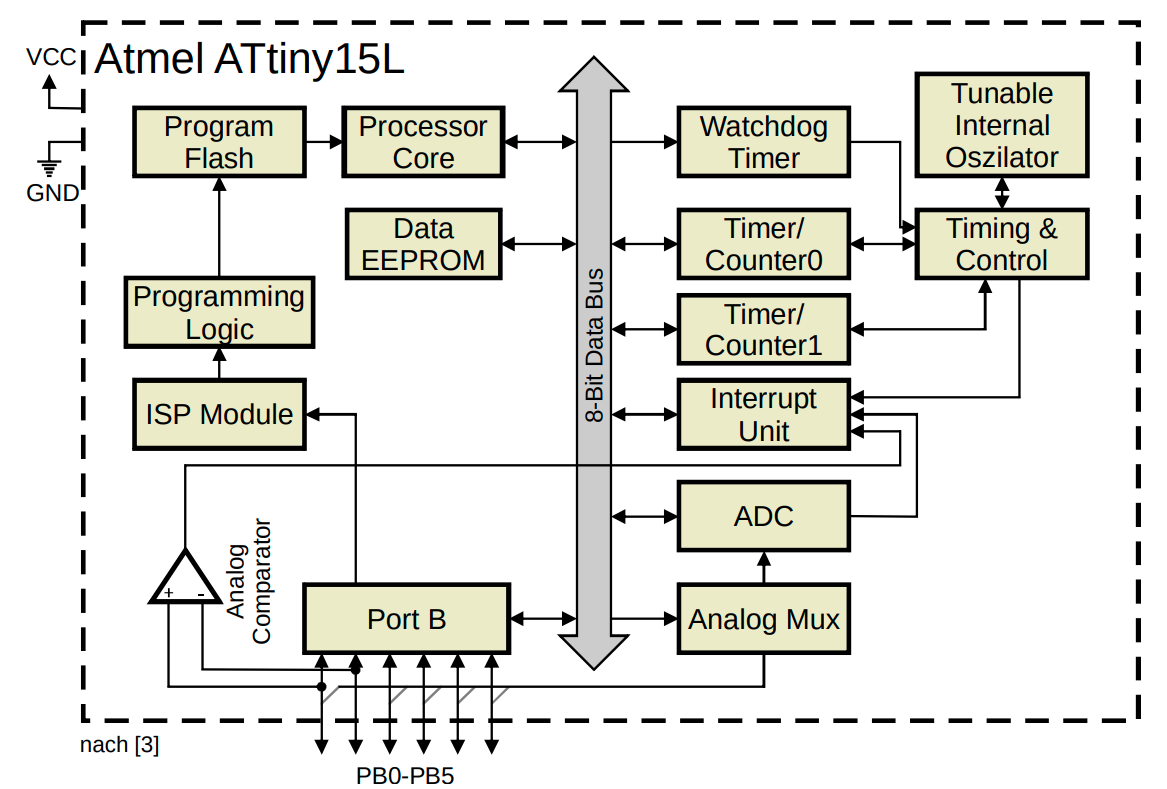 Atmel ATtiny15L
VCC
GND
Program
Flash
Processor
Core
Watchdog
Timer
Tunable
Internal
Oszilator
Data
EEPROM
Timer/
Counter0
Timing &
Control
Programming
Logic
8-Bit Data Bus
Timer/
Counter1
ISP Module
Interrupt
Unit
ADC
Analog
Comparator
+
-
Port B
Analog Mux
nach [3]
PB0-PB5